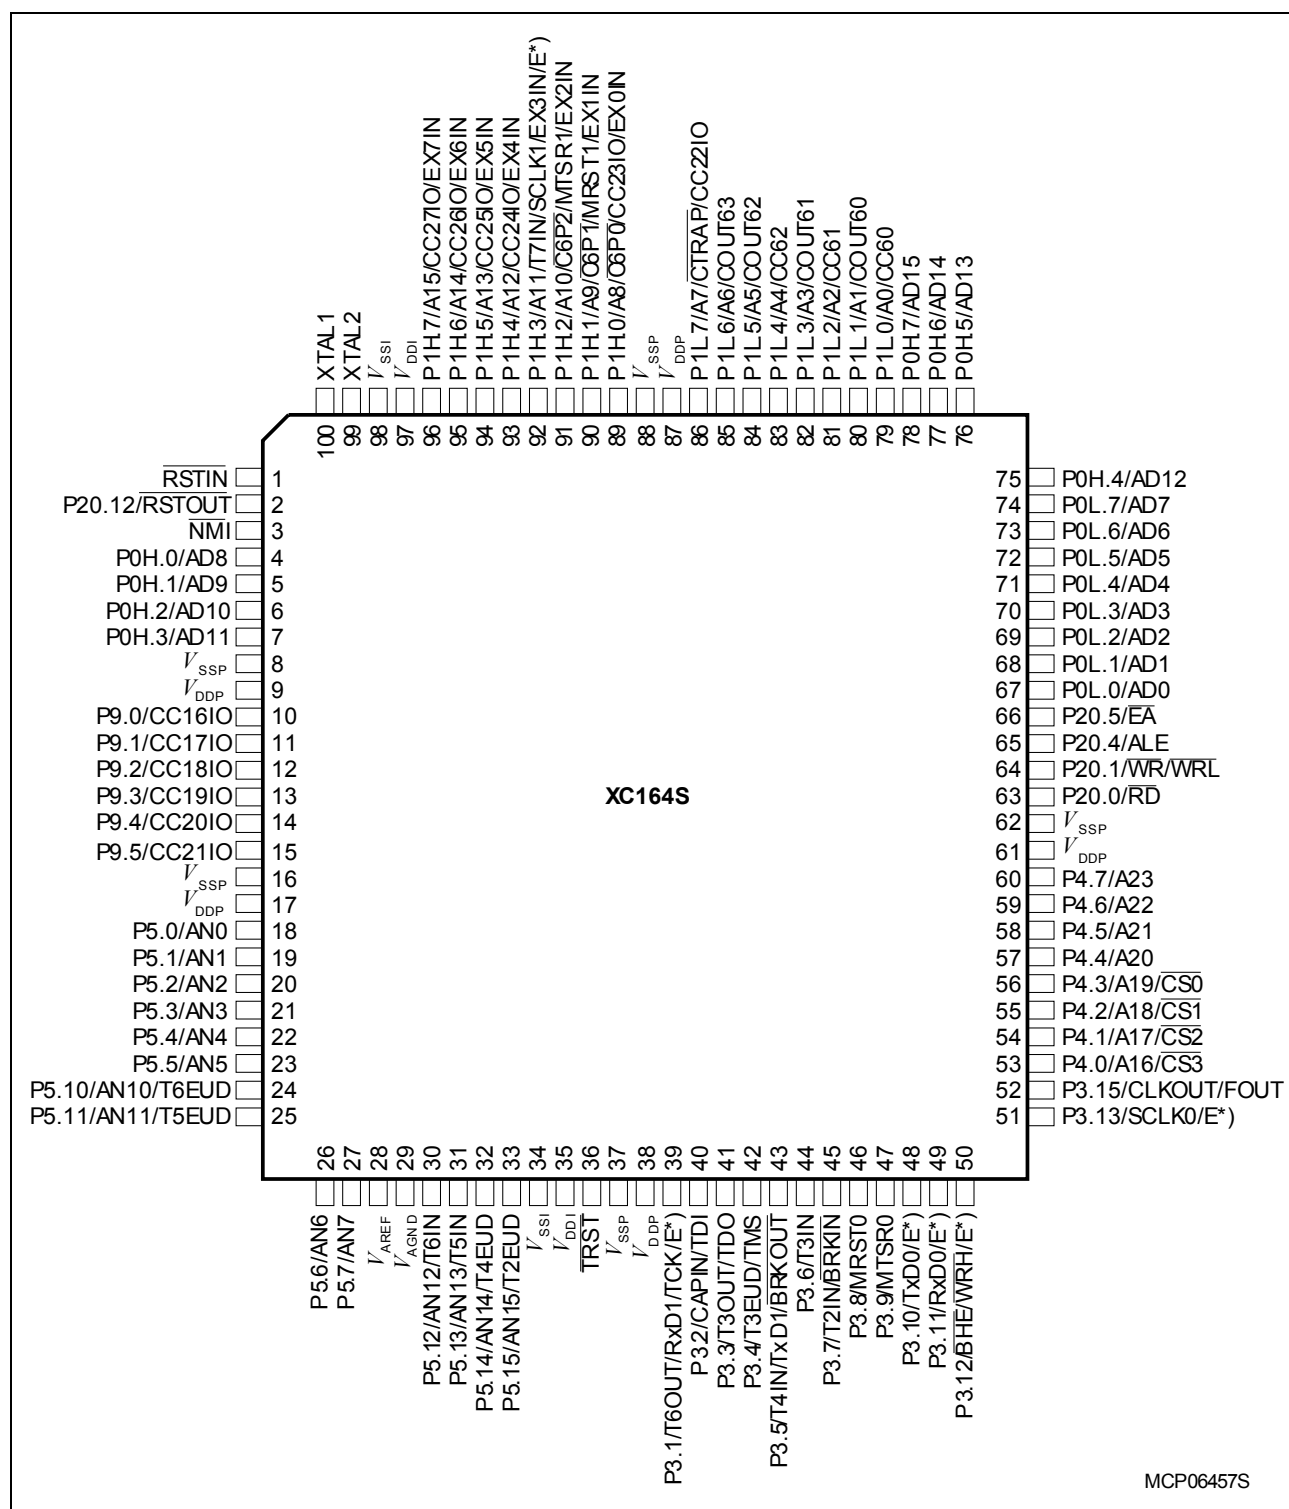 XTAL1
XTAL2
VSSI
VDDI
P1H.7/A15/CC27IO/EX7IN
P1H.6/A14/CC26IO/EX6IN
P1H.5/A13/CC25IO/EX5IN
P1H.4/A12/CC24IO/EX4IN
P1H.3/A11/T7IN/SCLK1/EX3IN/E*)
P1H.2/A10/C6P2/MTSR1/EX2IN
P1H.1/A9/C6P1/MRST1/EX1IN
P1H.0/A8/C6P0/CC23IO/EX0IN
VSSP
VDDP
P1L.7/A7/CTRAP/CC22IO
P1L.6/A6/COUT63
P1L.5/A5/COUT62
P1L.4/A4/CC62
P1L.3/A3/COUT61
P1L.2/A2/CC61
P1L.1/A1/COUT60
P1L.0/A0/CC60
P0H.7/AD15
P0H.6/AD14
P0H.5/AD13
100 99 98 97 96 95 94 93 92 91 90 89 88 87 86 85 84 83 82 81 80 79 78 77 76
RSTIN 1
P20.12/RSTOUT 2
NMI 3
P0H.0/AD8 4
P0H.1/AD9 5
P0H.2/AD10 6
P0H.3/AD11 7
VSSP 8
VDDP 9
P9.0/CC16IO 10
P9.1/CC17IO 11
P9.2/CC18IO 12
P9.3/CC19IO 13
P9.4/CC20IO 14
P9.5/CC21IO 15
VSSP 16
VDDP 17
P5.0/AN0 18
P5.1/AN1 19
P5.2/AN2 20
P5.3/AN3 21
P5.4/AN4 22
P5.5/AN5 23
P5.10/AN10/T6EUD 24
P5.11/AN11/T5EUD 25
XC164S
75 P0H.4/AD12
74 P0L.7/AD7
73 P0L.6/AD6
72 P0L.5/AD5
71 P0L.4/AD4
70 P0L.3/AD3
69 P0L.2/AD2
68 P0L.1/AD1
67 P0L.0/AD0
66 P20.5/EA
65 P20.4/ALE
64 P20.1/WR/WRL
63 P20.0/RD
62 VSSP
61 VDDP
60 P4.7/A23
59 P4.6/A22
58 P4.5/A21
57 P4.4/A20
56 P4.3/A19/CS0
55 P4.2/A18/CS1
54 P4.1/A17/CS2
53 P4.0/A16/CS3
52 P3.15/CLKOUT/FOUT
51 P3.13/SCLK0/E*)
26 27 28 29 30 31 32 33 34 35 36 37 38 39 40 41 42 43 44 45 46 47 48 49 50
P5.6/AN6
P5.7/AN7
VAREF
VAGND
P5.12/AN12/T6IN
P5.13/AN13/T5IN
P5.14/AN14/T4EUD
P5.15/AN15/T2EUD
VSSI
VDDI
TRST
VSSP
VDDP
P3.1/T6OUT/RxD1/TCK/E*)
P3.2/CAPIN/TDI
P3.3/T3OUT/TDO
P3.4/T3EUD/TMS
P3.5/T4IN/TxD1/BRKOUT
P3.6/T3IN
P3.7/T2IN/BRKIN
P3.8/MRST0
P3.9/MTSR0
P3.10/TxD0/E*)
P3.11/RxD0/E*)
P3.12/BHE/WRH/E*)
MCP06457S